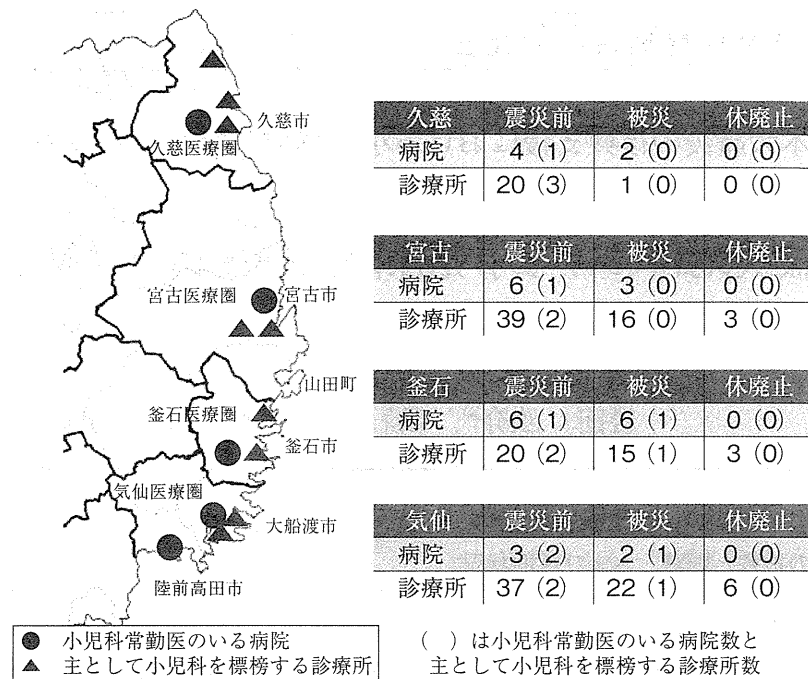 久慈市
久慈医療圏
宮古医療圏
宮古市
山田町
釜石医療圏
釜石市
気仙医療圏
大船渡市
陸前高田市
● 小児科常勤医のいる病院
▲ 主として小児科を標榜する診療所
久慈 震災前 被災 休廃止
病院 4 (1) 2 (0) 0 (0)
診療所 20 (3) 1 (0) 0 (0)
宮古 震災前 被災 休廃止
病院 6 (1) 3 (0) 0 (0)
診療所 39 (2) 16 (0) 3 (0)
釜石 震災前 被災 休廃止
病院 6 (1) 6 (1) 0 (0)
診療所 20 (2) 15 (1) 3 (0)
気仙 震災前 被災 休廃止
病院 3 (2) 2 (1) 0 (0)
診療所 37 (2) 22 (1) 6 (0)
( )は小児科常勤医のいる病院数と
主として小児科を標榜する診療所数